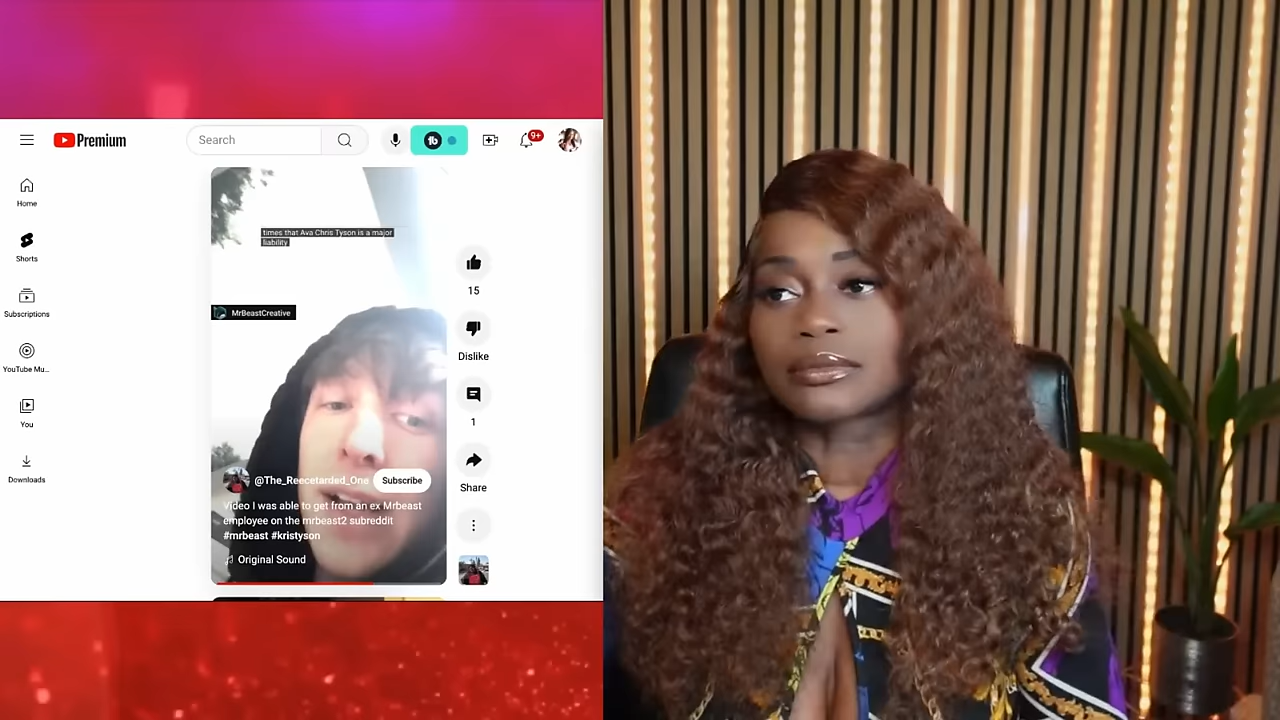 Premium
Search
9+
Home
Shorts
Subscriptions
YouTube Mu...
You
Downloads
times that Ava Chris Tyson is a major
liability
MrBeastCreative
@The_Reecetarded_One
Subscribe
Video I was able to get from an ex Mrbeast
employee on the mrbeast2 subreddit
#mrbeast #kristyson
Original Sound
15
Dislike
1
Share